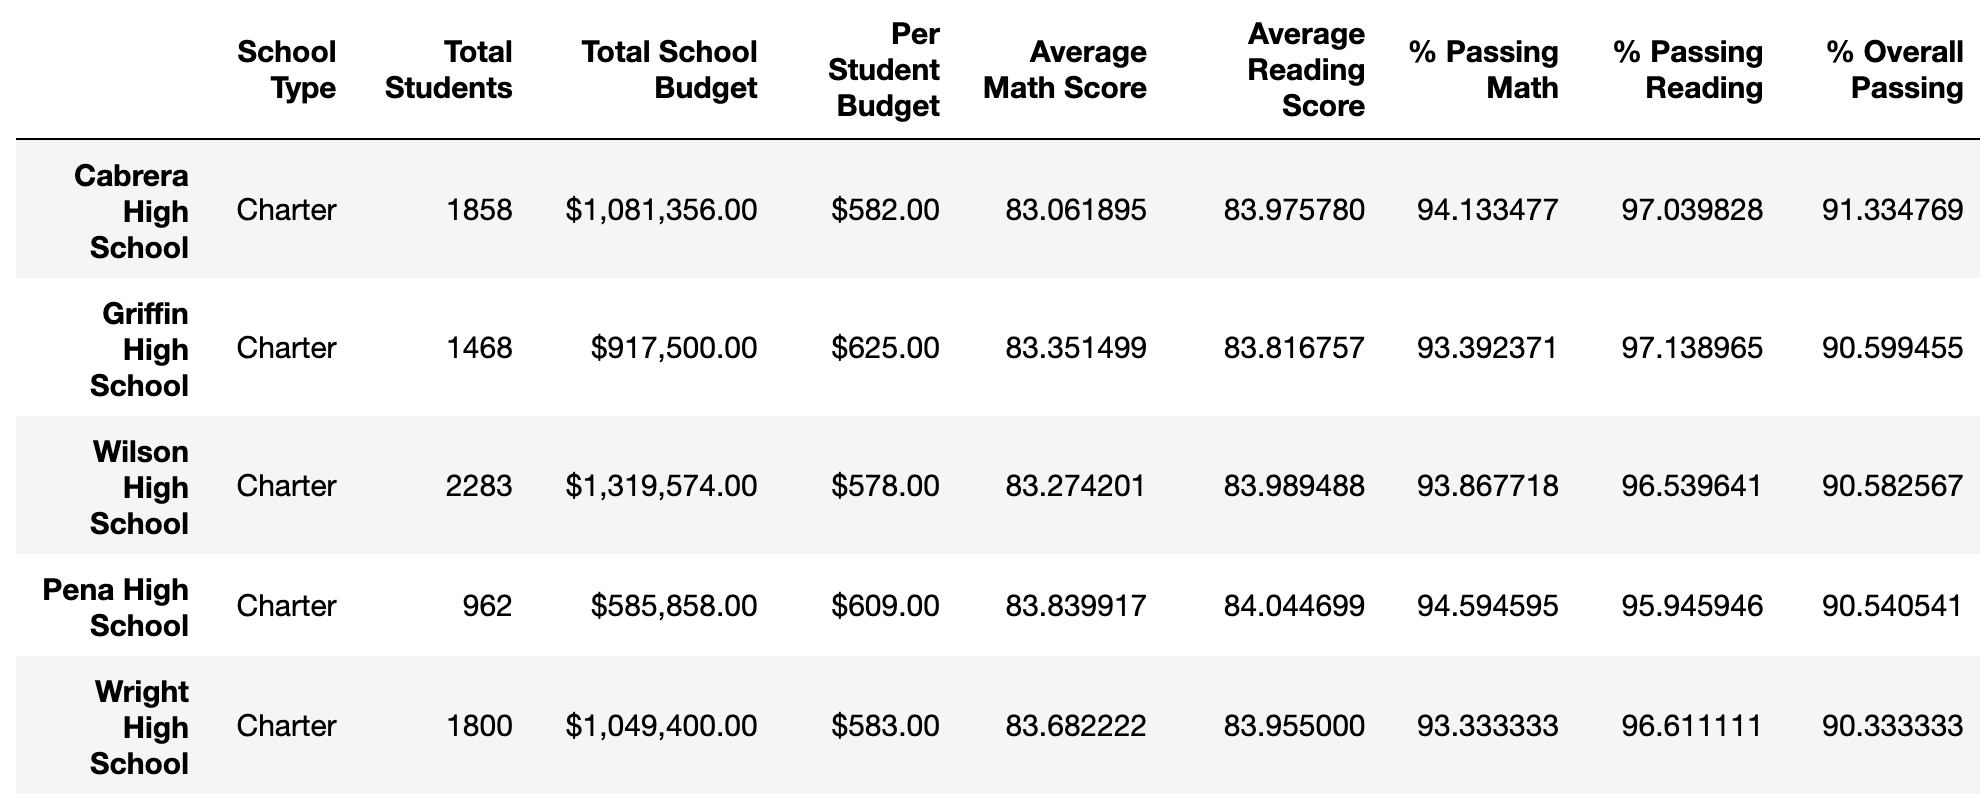 School Type Total Students Total School Budget Per Student Budget Average Math Score Average Reading Score % Passing Math % Passing Reading % Overall Passing
Cabrera High School Charter 1858 $1,081,356.00 $582.00 83.061895 83.975780 94.133477 97.039828 91.334769
Griffin High School Charter 1468 $917,500.00 $625.00 83.351499 83.816757 93.392371 97.138965 90.599455
Wilson High School Charter 2283 $1,319,574.00 $578.00 83.274201 83.989488 93.867718 96.539641 90.582567
Pena High School Charter 962 $585,858.00 $609.00 83.839917 84.044699 94.594595 95.945946 90.540541
Wright High School Charter 1800 $1,049,400.00 $583.00 83.682222 83.955000 93.333333 96.611111 90.333333